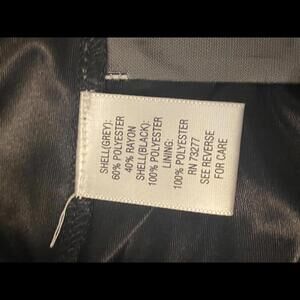 SHELL(GREY):
60% POLYESTER
40% RAYON
SHELL(BLACK):
100% POLYESTER
LINING:
100% POLYESTER
RN 73277
SEE REVERSE
FOR CARE